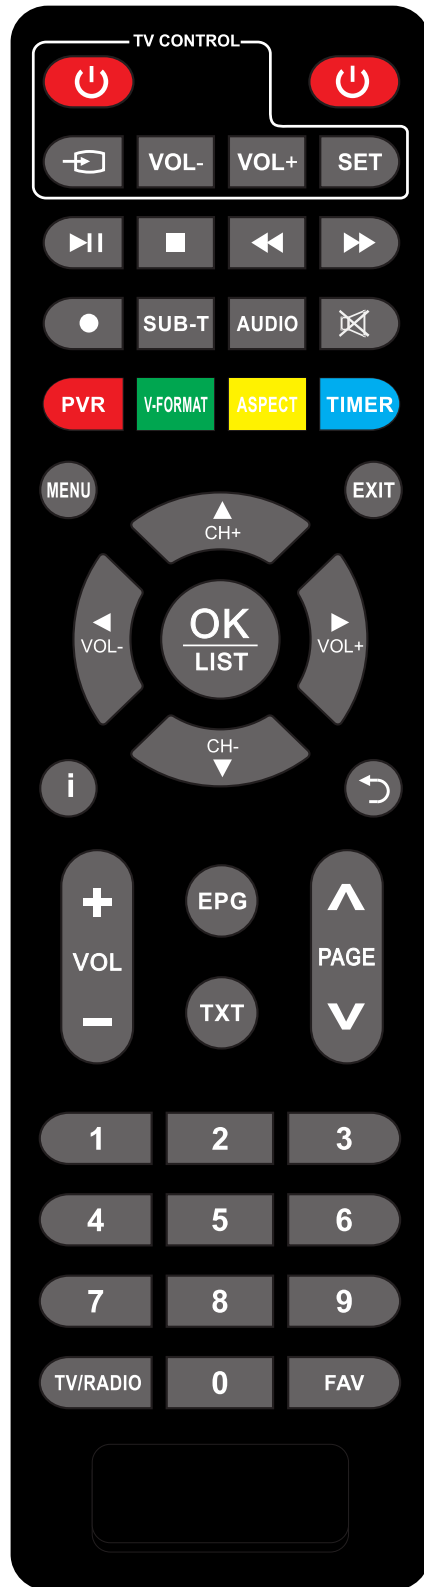 TV CONTROL
VOL- VOL+ SET
SUB-T AUDIO
PVR V-FORMAT ASPECT TIMER
MENU EXIT
CH+
VOL- OK VOL+
LIST
CH-
i
+
EPG
VOL PAGE
TXT
-
1 2 3
4 5 6
7 8 9
TV/RADIO 0 FAV